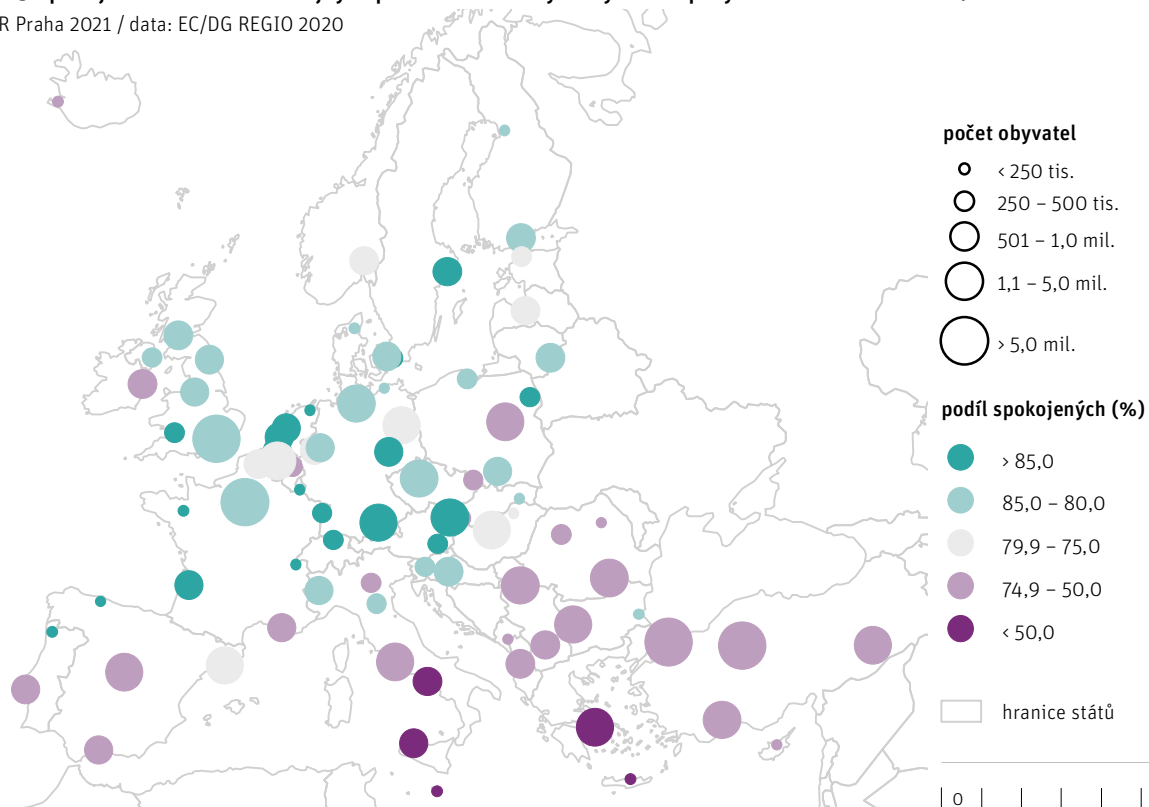 R Praha 2021 / data: EC/DG REGIO 2020
počet obyvatel
< 250 tis.
250 – 500 tis.
501 – 1,0 mil.
1,1 – 5,0 mil.
> 5,0 mil.
podíl spokojených (%)
> 85,0
85,0 – 80,0
79,9 – 75,0
74,9 – 50,0
< 50,0
hranice států
0